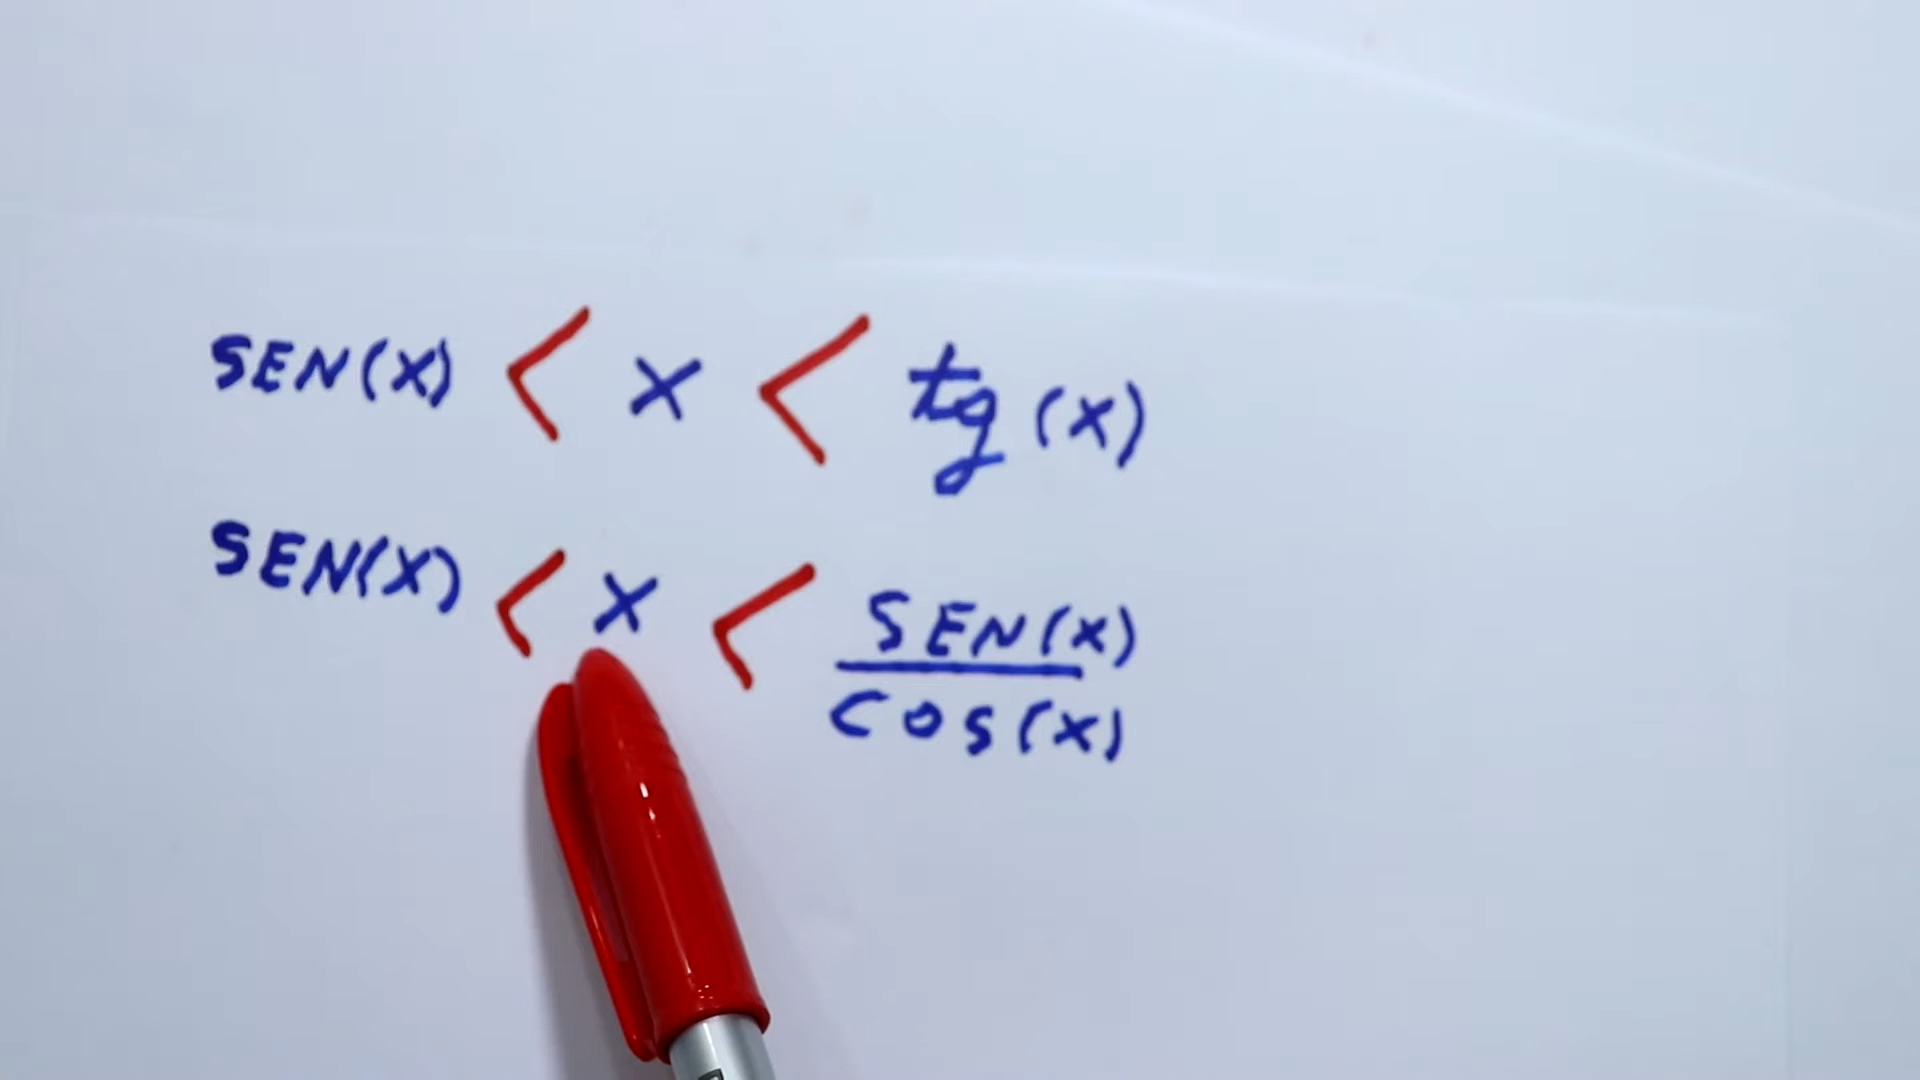 SEN(X) < X < tg (X)
SEN(X) < X < SEN(X)
COS(X)